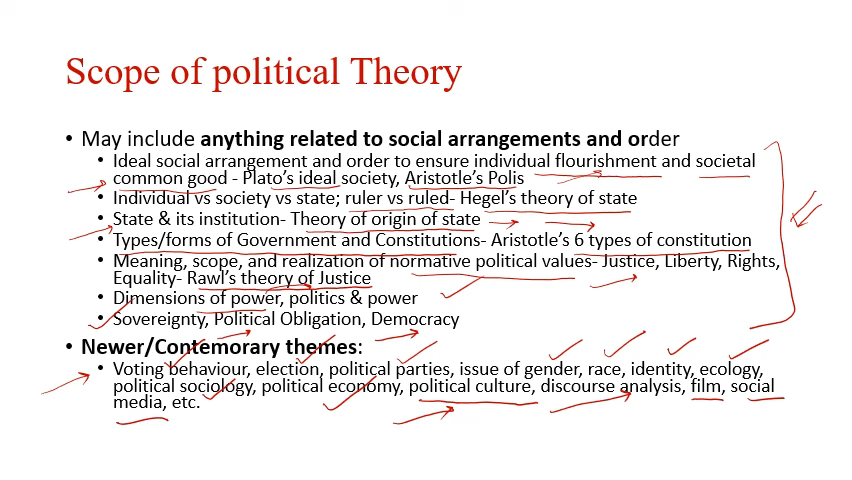 Scope of political Theory
• May include anything related to social arrangements and order
• Ideal social arrangement and order to ensure individual flourishment and societal
common good - Plato's ideal society, Aristotle's Polis
• Individual vs society vs state; ruler vs ruled- Hegel's theory of state
• State & its institution- Theory of origin of state
• Types/forms of Government and Constitutions- Aristotle's 6 types of constitution
• Meaning, scope, and realization of normative political values- Justice, Liberty, Rights,
Equality- Rawl's theory of Justice
• Dimensions of power, politics & power
• Sovereignty, Political Obligation, Democracy
• Newer/Contemorary themes:
• Voting behaviour, election, political parties, issue of gender, race, identity, ecology,
political sociology, political economy, political culture, discourse analysis, film, social
media, etc.